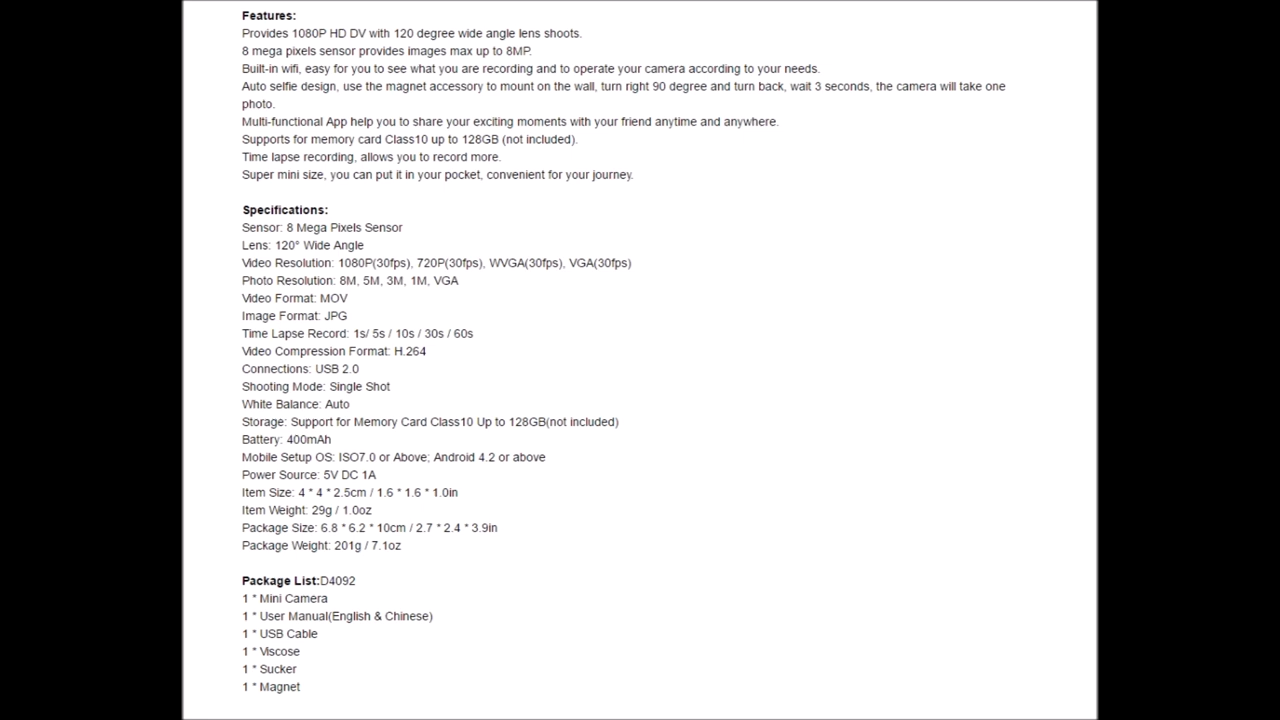 Features:
Provides 1080P HD DV with 120 degree wide angle lens shoots.
8 mega pixels sensor provides images max up to 8MP.
Built-in wifi, easy for you to see what you are recording and to operate your camera according to your needs.
Auto selfie design, use the magnet accessory to mount on the wall, turn right 90 degree and turn back, wait 3 seconds, the camera will take one
photo.
Multi-functional App help you to share your exciting moments with your friend anytime and anywhere.
Supports for memory card Class10 up to 128GB (not included).
Time lapse recording, allows you to record more.
Super mini size, you can put it in your pocket, convenient for your journey.
Specifications:
Sensor: 8 Mega Pixels Sensor
Lens: 120° Wide Angle
Video Resolution: 1080P(30fps), 720P(30fps), WVGA(30fps), VGA(30fps)
Photo Resolution: 8M, 5M, 3M, 1M, VGA
Video Format: MOV
Image Format: JPG
Time Lapse Record: 1s/ 5s / 10s / 30s / 60s
Video Compression Format: H.264
Connections: USB 2.0
Shooting Mode: Single Shot
White Balance: Auto
Storage: Support for Memory Card Class10 Up to 128GB(not included)
Battery: 400mAh
Mobile Setup OS: ISO7.0 or Above; Android 4.2 or above
Power Source: 5V DC 1A
Item Size: 4 * 4 * 2.5cm / 1.6 * 1.6 * 1.0in
Item Weight: 29g / 1.0oz
Package Size: 6.8 * 6.2 * 10cm / 2.7 * 2.4 * 3.9in
Package Weight: 201g / 7.1oz
Package List:D4092
1 * Mini Camera
1 * User Manual(English & Chinese)
1 * USB Cable
1 * Viscose
1 * Sucker
1 * Magnet